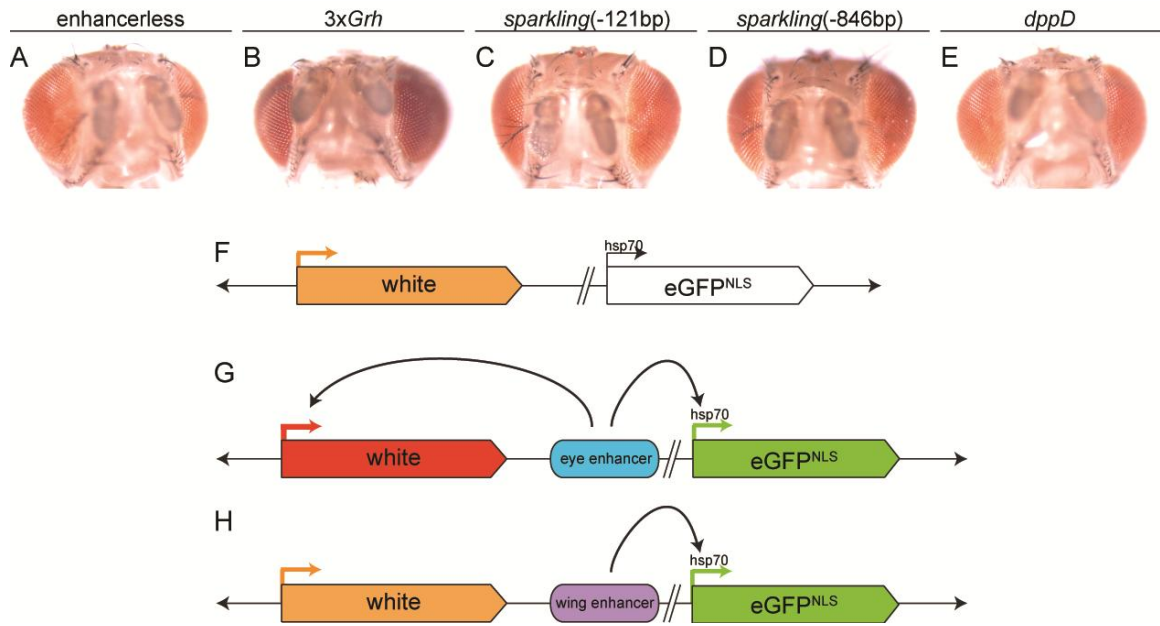 enhancerless 3xGrh sparkling(-121bp) sparkling(-846bp) dppD
A B C D E
F
hsp70
white eGFPNLS
G
hsp70
white eye enhancer eGFPNLS
H
hsp70
white wing enhancer eGFPNLS